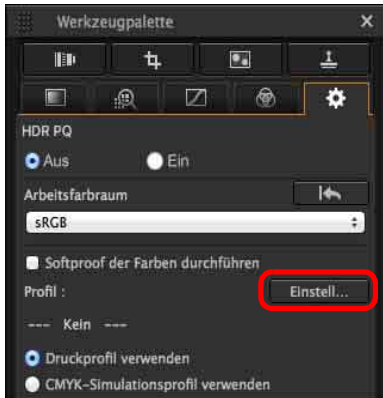 Werkzeugpalette
HDR PQ
Aus Ein
Arbeitsfarbraum
sRGB
Softproof der Farben durchführen
Profil : Einstell...
--- Kein ---
Druckprofil verwenden
CMYK-Simulationsprofil verwenden